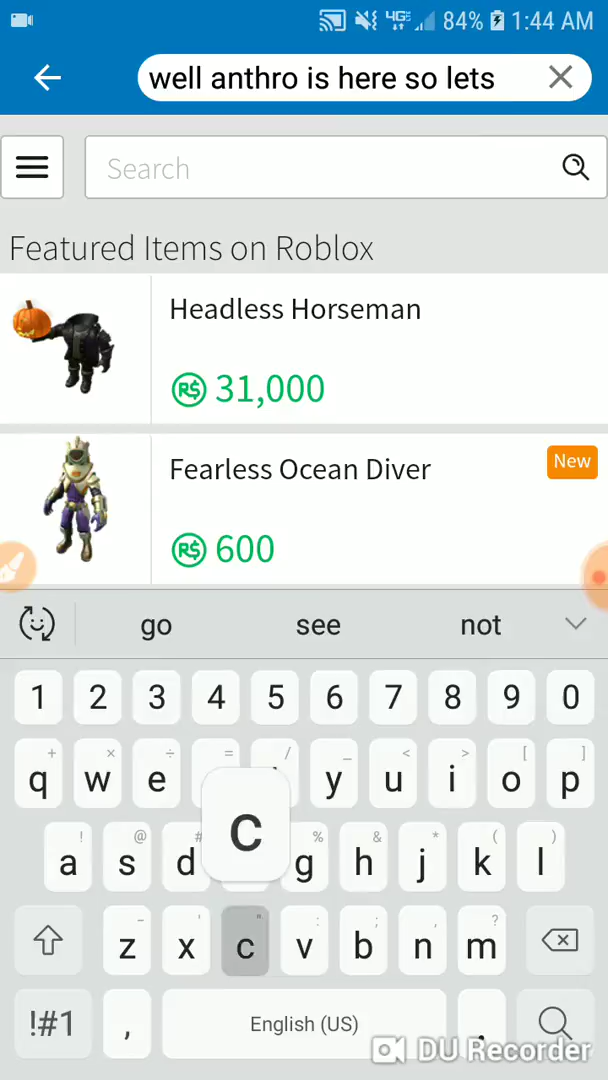 4G 84% 1:44 AM
well anthro is here so lets
Search
Featured Items on Roblox
Headless Horseman
R$ 31,000
Fearless Ocean Diver
New
R$ 600
go see not
1 2 3 4 5 6 7 8 9 0
+ × ÷ = / _ < > [ ]
q w e y u i o p
! @ # % & * ( )
a s d g h j k l
C
- ' " : ; , ?
z x c v b n m
!#1 , English (US) .
DU Recorder